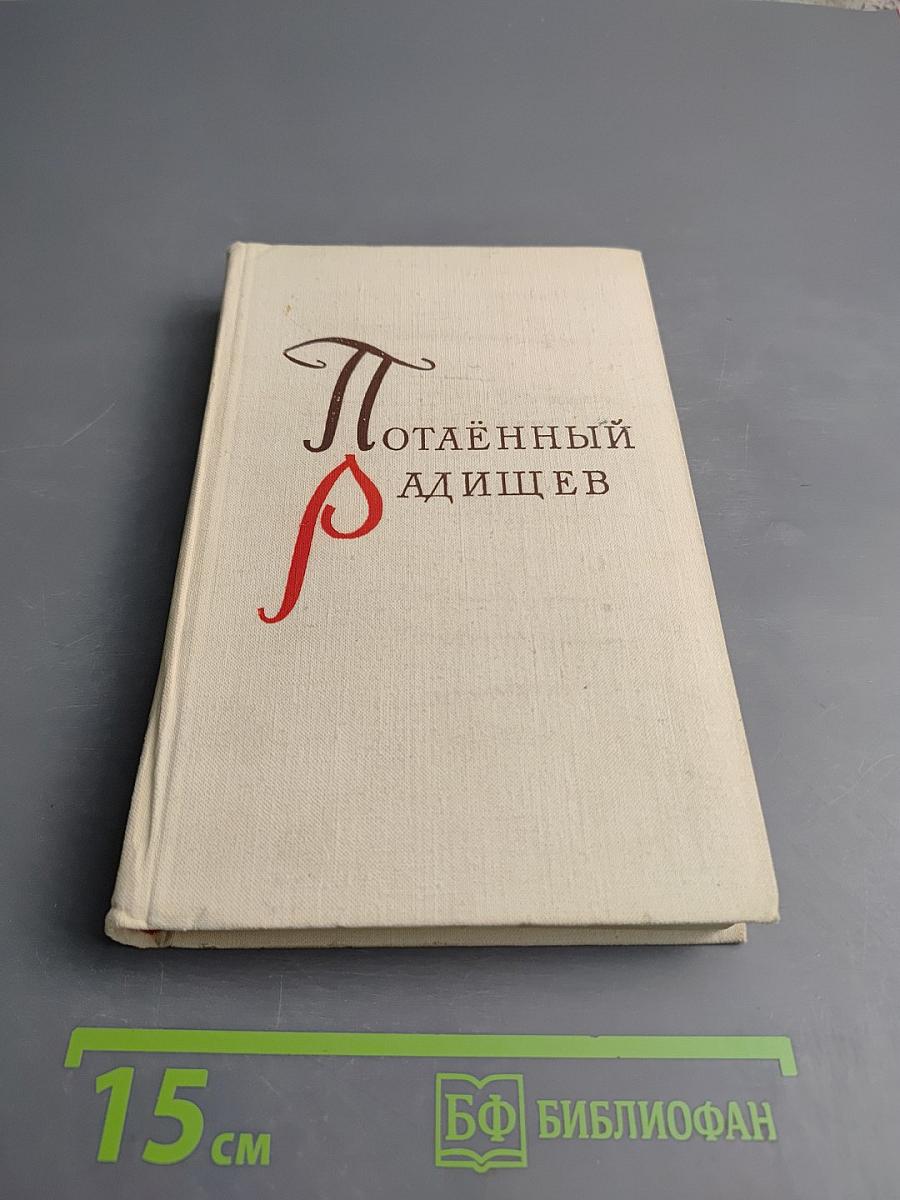 Потаённый
Радищев
15 см
БФ БИБЛИОФАН